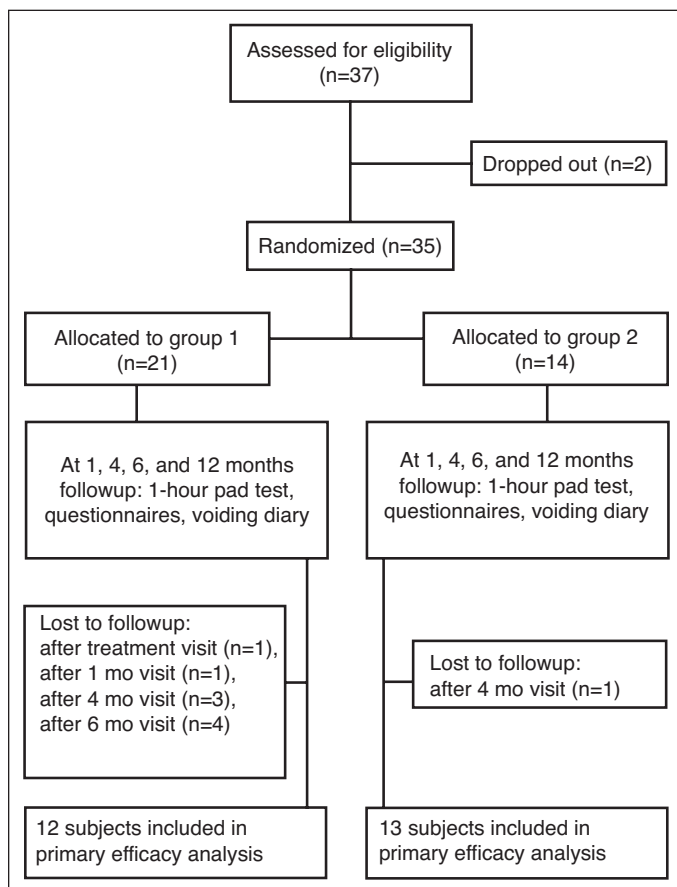 Assessed for eligibility
(n=37)
Dropped out (n=2)
Randomized (n=35)
Allocated to group 1
(n=21)
Allocated to group 2
(n=14)
At 1, 4, 6, and 12 months
followup: 1-hour pad test,
questionnaires, voiding diary
At 1, 4, 6, and 12 months
followup: 1-hour pad test,
questionnaires, voiding diary
Lost to followup:
after treatment visit (n=1),
after 1 mo visit (n=1),
after 4 mo visit (n=3),
after 6 mo visit (n=4)
Lost to followup:
after 4 mo visit (n=1)
12 subjects included in
primary efficacy analysis
13 subjects included in
primary efficacy analysis